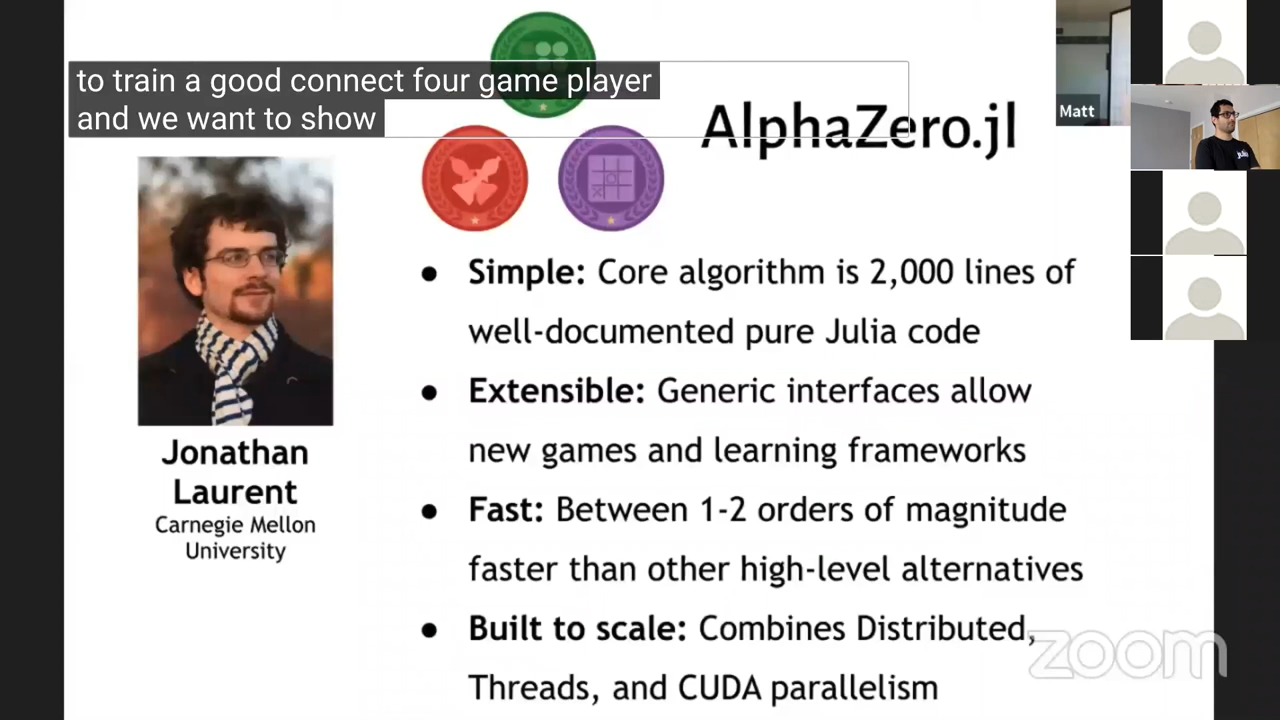 to train a good connect four game player
and we want to show
Matt
AlphaZero.jl
julia
Jonathan
Laurent
Carnegie Mellon
University
● Simple: Core algorithm is 2,000 lines of
well-documented pure Julia code
● Extensible: Generic interfaces allow
new games and learning frameworks
● Fast: Between 1-2 orders of magnitude
faster than other high-level alternatives
● Built to scale: Combines Distributed,
Threads, and CUDA parallelism
zoom